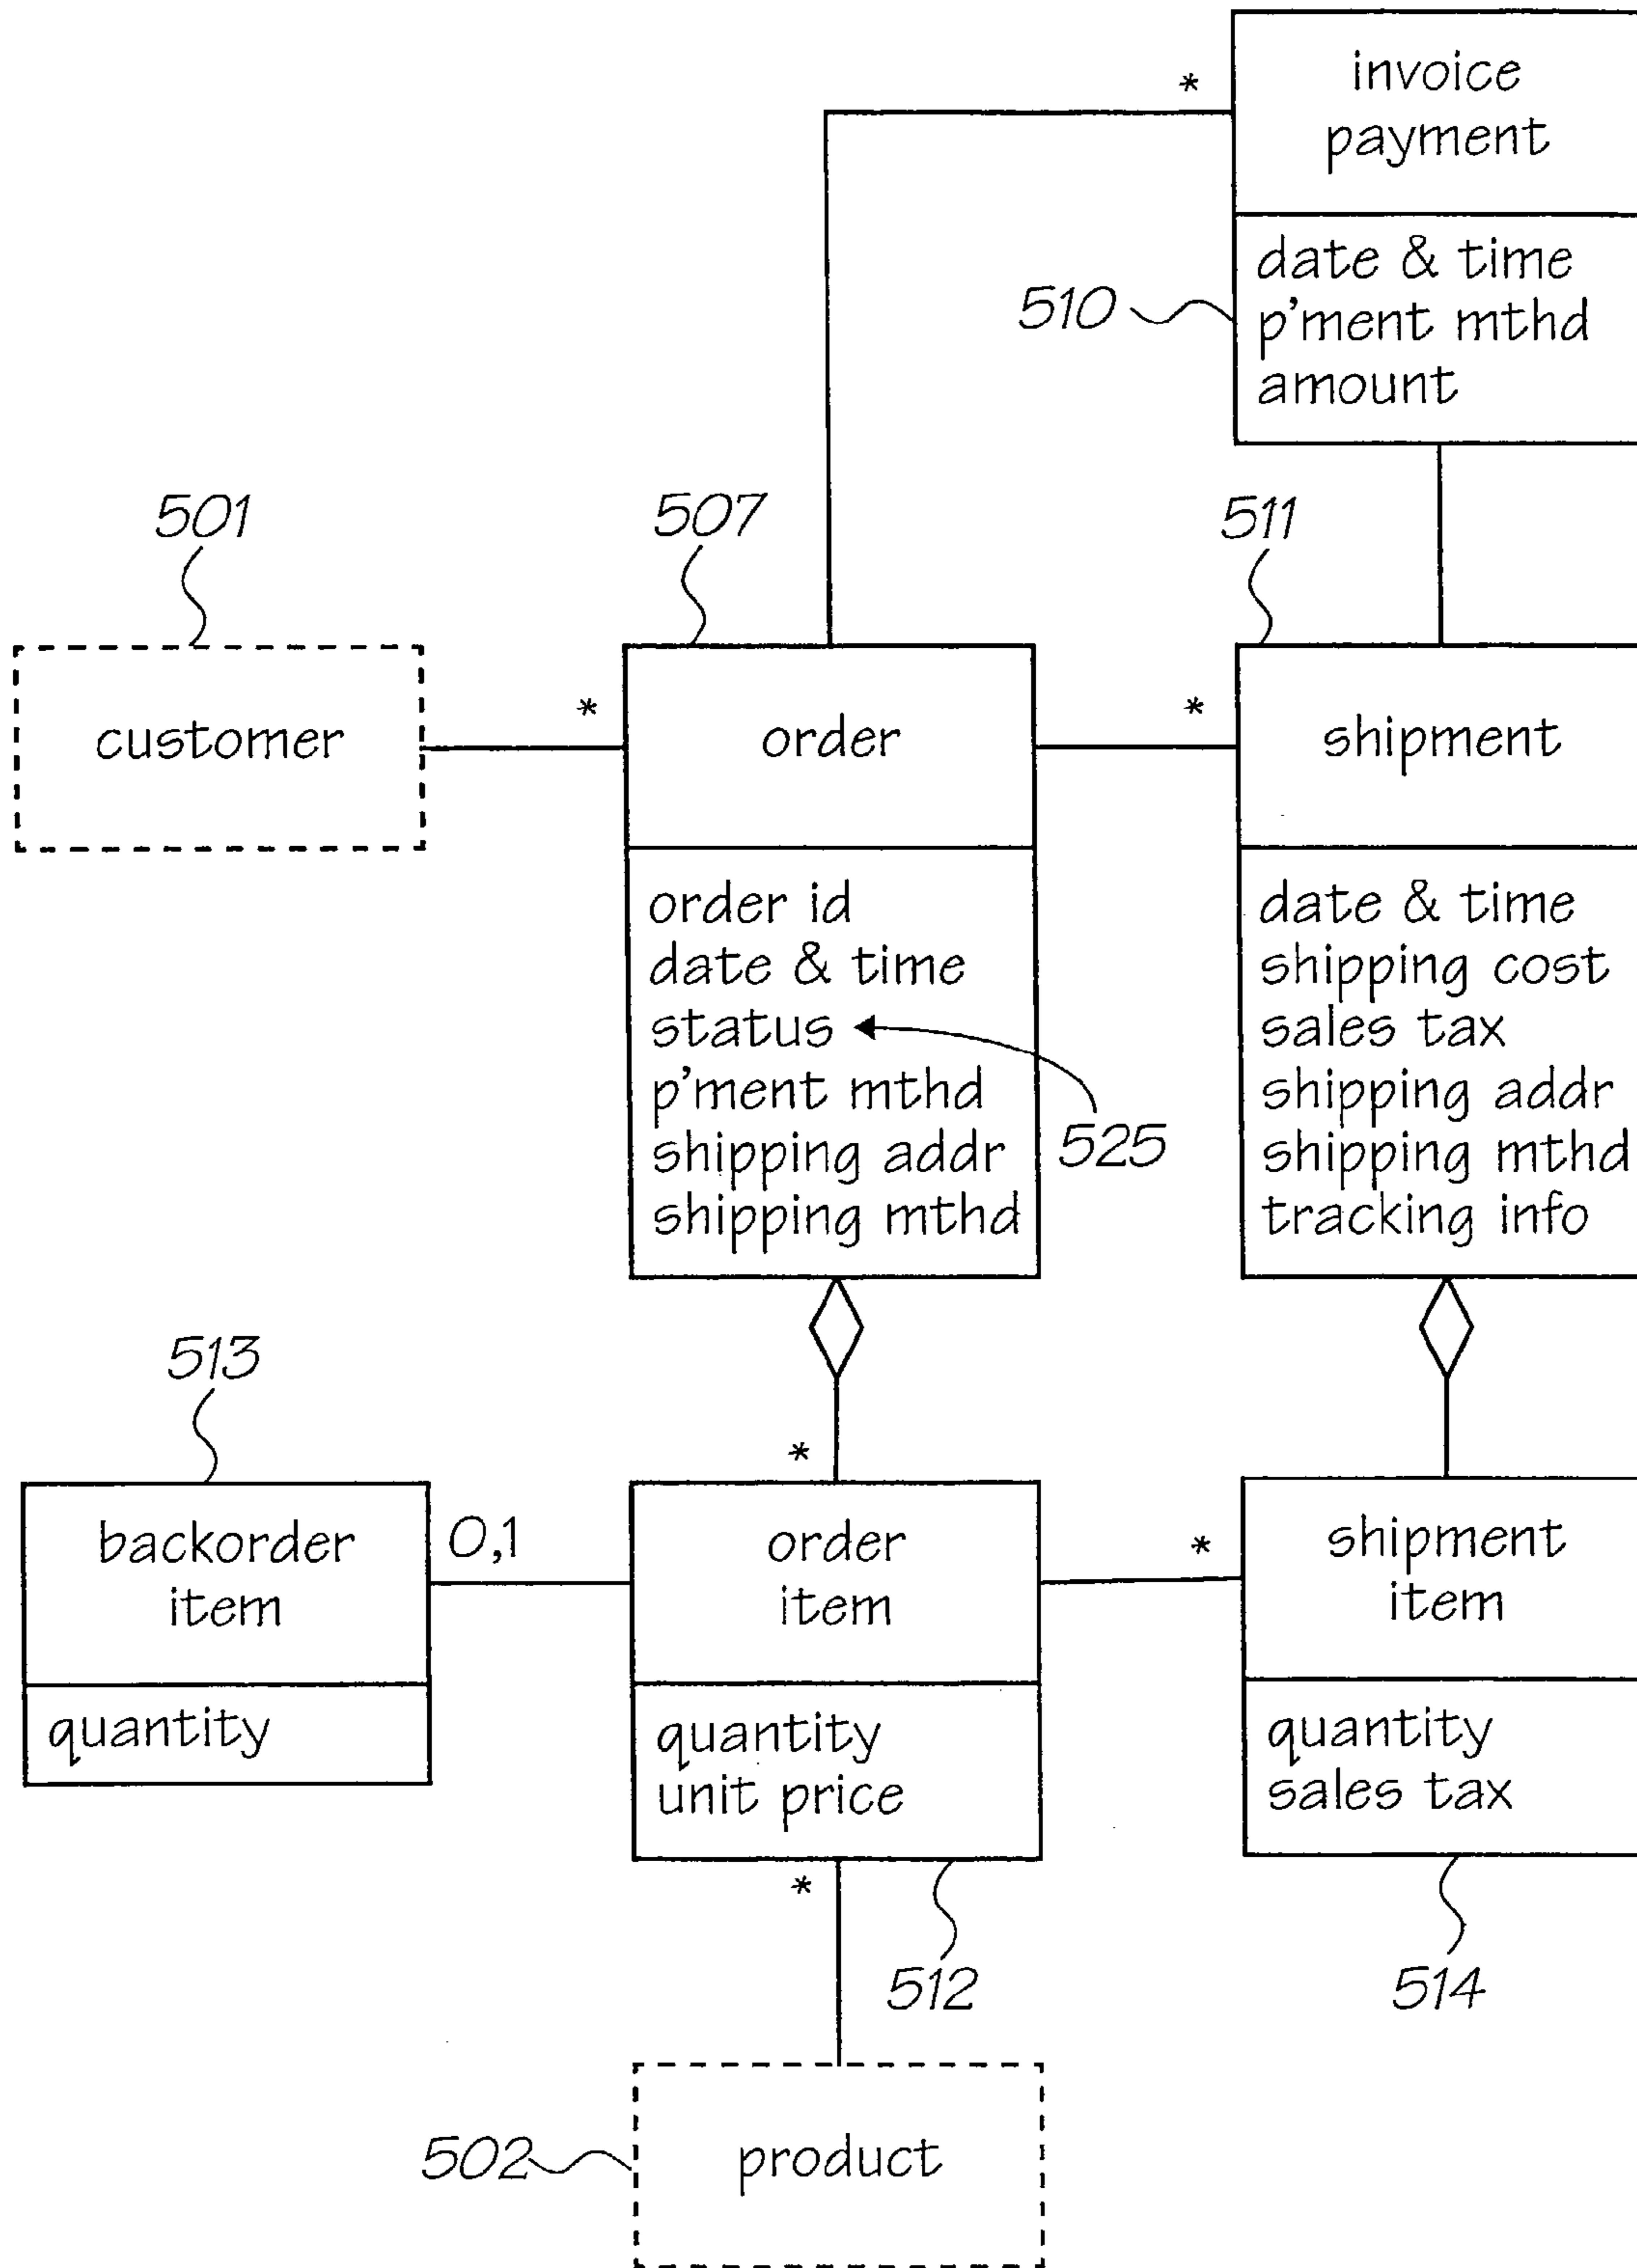 *
invoice
payment
date & time
p'ment mthd
amount
510
501
507
511
customer
*
order
*
shipment
order id
date & time
status
p'ment mthd
shipping addr
shipping mthd
525
date & time
shipping cost
sales tax
shipping addr
shipping mthd
tracking info
513
*
backorder
item
quantity
0,1
order
item
quantity
unit price
*
shipment
item
quantity
sales tax
*
512
514
502
product